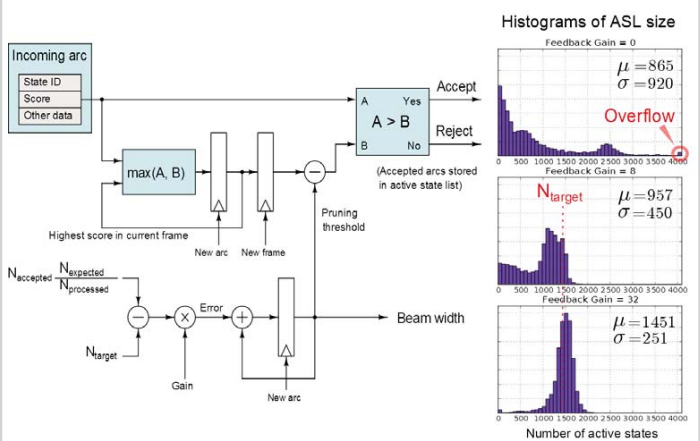 Histograms of ASL size
Incoming arc
State ID
Score
Other data
max(A, B)
Highest score in current frame
New arc
New frame
A
Yes
A > B
B
No
Accept
Reject
(Accepted arcs stored
in active state list)
Pruning
threshold
N_accepted N_expected
N_processed
N_target
Gain
Error
New arc
Beam width
Feedback Gain = 0
μ=865
σ=920
Overflow
0 500 1000 1500 2000 2500 3000 3500 4000
Feedback Gain = 8
N_target
μ=957
σ=450
0 500 1000 1500 2000 2500 3000 3500 4000
Feedback Gain = 32
μ=1451
σ=251
0 500 1000 1500 2000 2500 3000 3500 4000
Number of active states